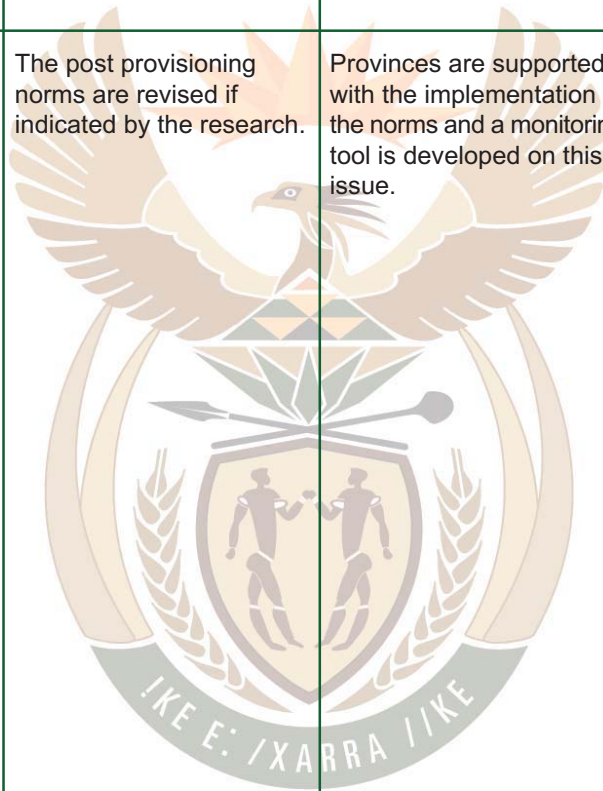 The post provisioning
norms are revised if
indicated by the research.
Provinces are supported
with the implementation
the norms and a monitorin
tool is developed on this
issue.
!KE E: /XARRA //KE